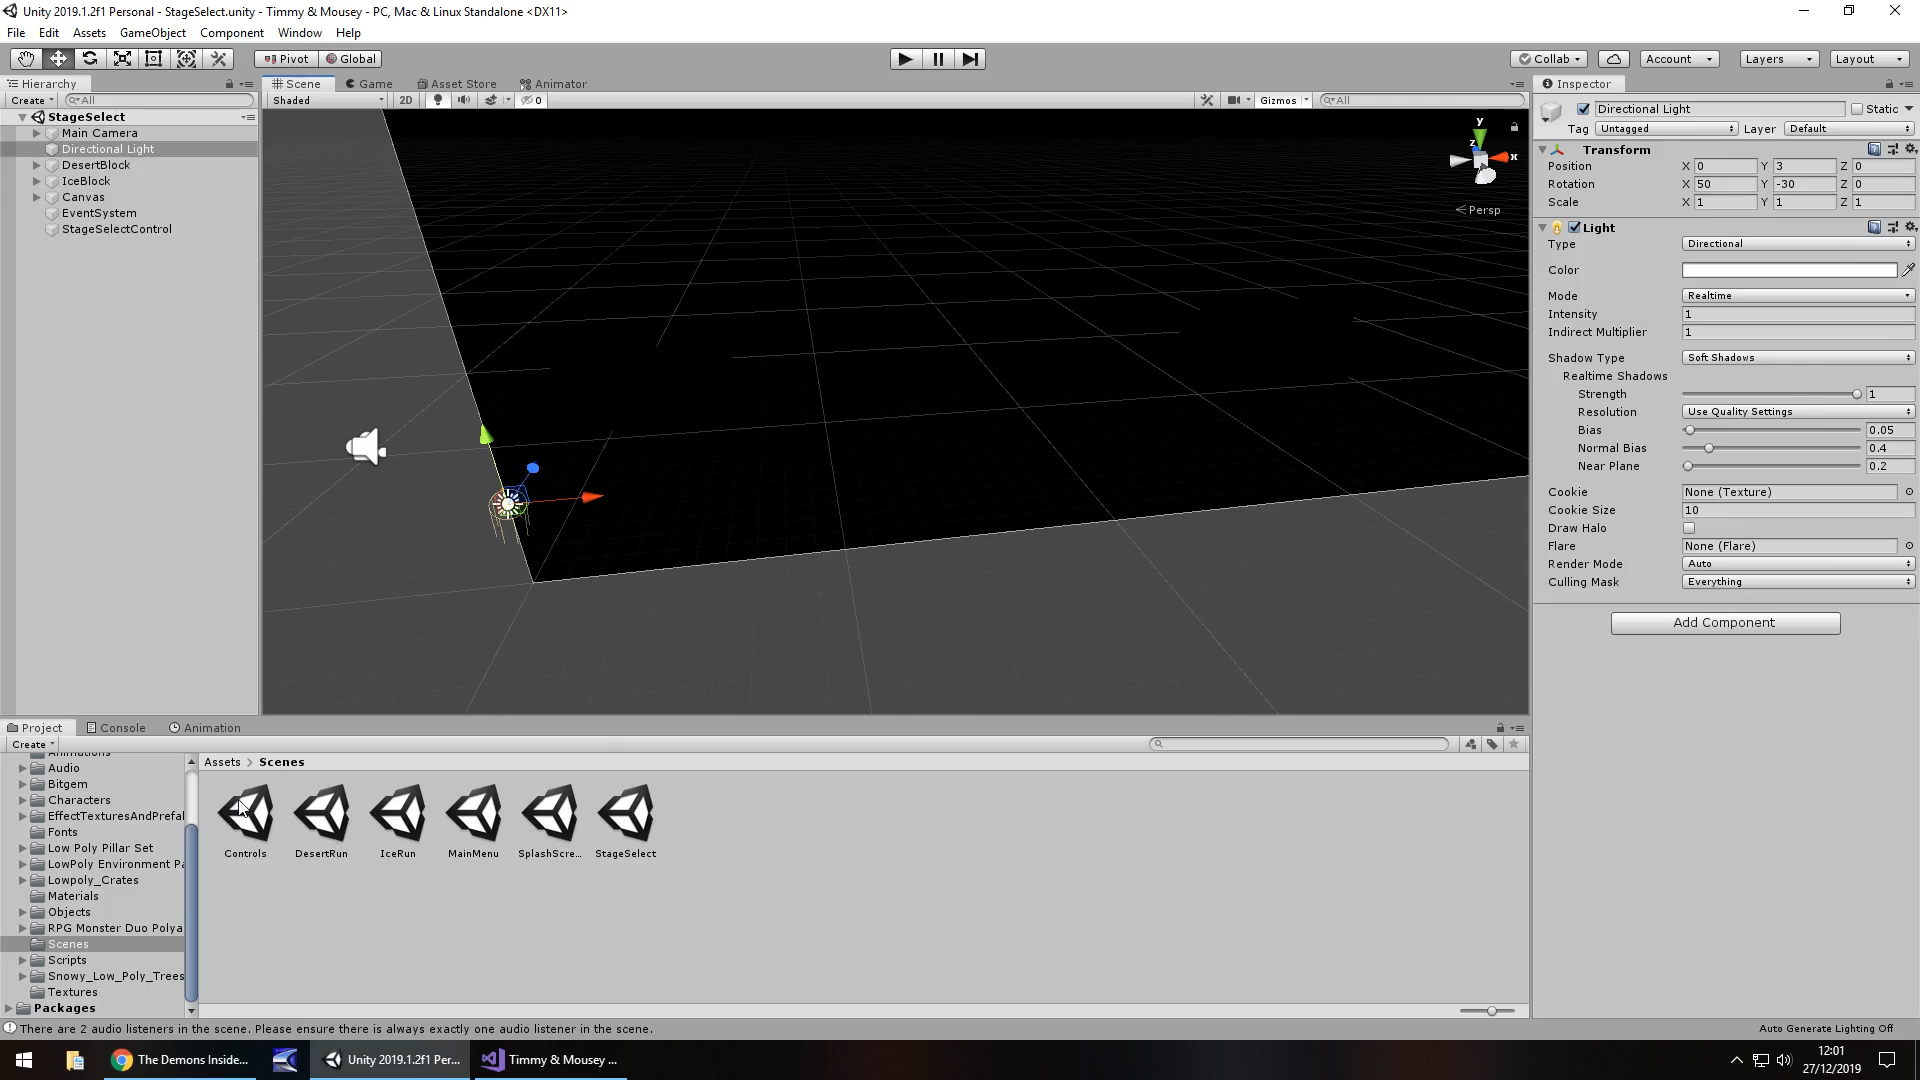 Unity 2019.1.2f1 Personal - StageSelect.unity - Timmy & Mousey - PC, Mac & Linux Standalone <DX11>
File Edit Assets GameObject Component Window Help
Pivot Global Collab Account Layers Layout
Hierarchy Scene Game Asset Store Animator Inspector
Create All Shaded 2D 0 Gizmos All
StageSelect
Main Camera
Directional Light
DesertBlock
IceBlock
Canvas
EventSystem
StageSelectControl
y
z
x
Persp
Directional Light Static
Tag Untagged Layer Default
Transform
Position X 0 Y 3 Z 0
Rotation X 50 Y -30 Z 0
Scale X 1 Y 1 Z 1
Light
Type Directional
Color
Mode Realtime
Intensity 1
Indirect Multiplier 1
Shadow Type Soft Shadows
Realtime Shadows
Strength 1
Resolution Use Quality Settings
Bias 0.05
Normal Bias 0.4
Near Plane 0.2
Cookie None (Texture)
Cookie Size 10
Draw Halo
Flare None (Flare)
Render Mode Auto
Culling Mask Everything
Add Component
Project Console Animation
Create
Animations
Audio
Bitgem
Characters
EffectTexturesAndPrefal
Fonts
Low Poly Pillar Set
LowPoly Environment Pa
Lowpoly_Crates
Materials
Objects
RPG Monster Duo Polya
Scenes
Scripts
Snowy_Low_Poly_Trees
Textures
Packages
Assets > Scenes
Controls DesertRun IceRun MainMenu SplashScre... StageSelect
There are 2 audio listeners in the scene. Please ensure there is always exactly one audio listener in the scene.
Auto Generate Lighting Off
The Demons Inside... Unity 2019.1.2f1 Per... Timmy & Mousey ...
12:01
27/12/2019